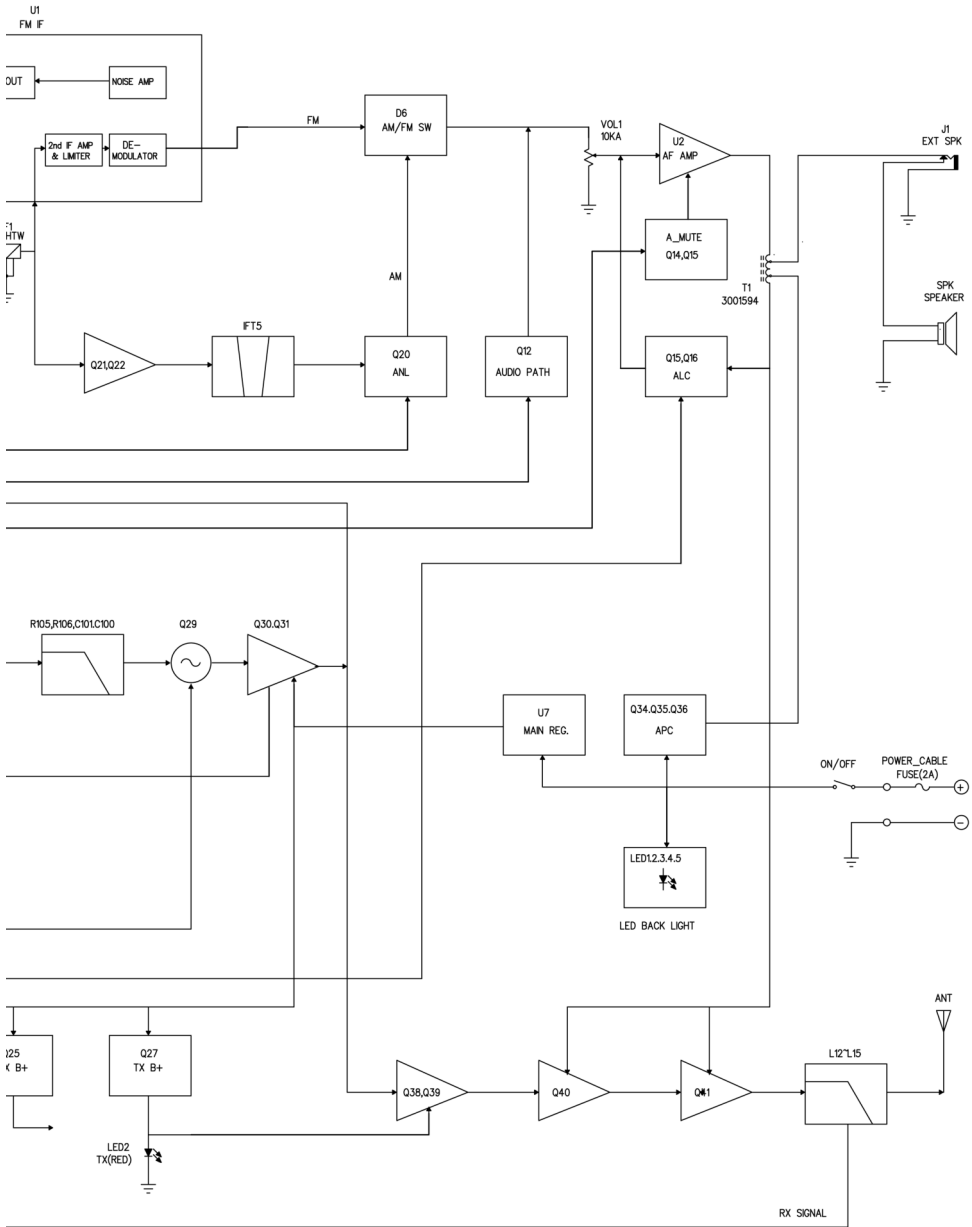 U1
FM IF
OUT
NOISE AMP
2nd IF AMP
& LIMITER
DE-
MODULATOR
FM
D6
AM/FM SW
VOL1
10KA
U2
AF AMP
J1
EXT SPK
F1
HTW
A_MUTE
Q14,Q15
AM
T1
3001594
SPK
SPEAKER
Q21,Q22
IFT5
Q20
ANL
Q12
AUDIO PATH
Q15,Q16
ALC
R105,R106,C101.C100
Q29
Q30.Q31
U7
MAIN REG.
Q34.Q35.Q36
APC
ON/OFF
POWER_CABLE
FUSE(2A)
+
−
LED1.2.3.4.5
LED BACK LIGHT
ANT
Q25
X B+
Q27
TX B+
L12~L15
Q38,Q39
Q40
Q41
LED2
TX(RED)
RX SIGNAL